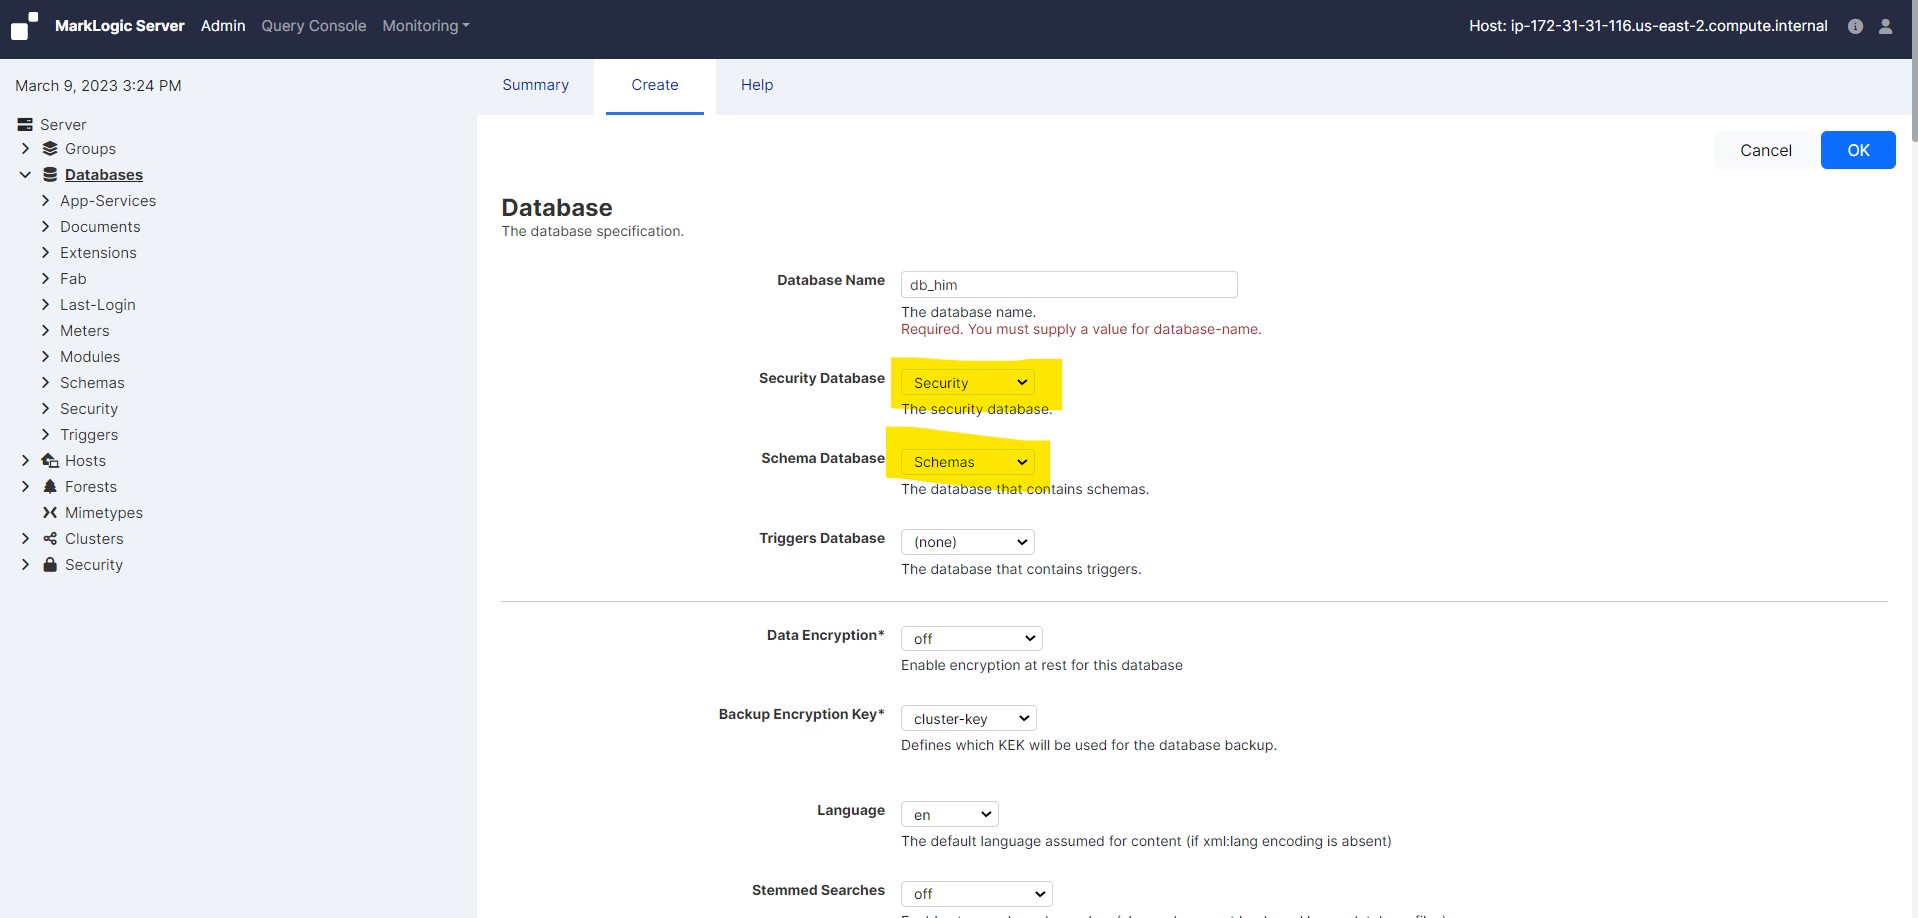 MarkLogic Server Admin Query Console Monitoring
Host: ip-172-31-31-116.us-east-2.compute.internal
March 9, 2023 3:24 PM
Server
Groups
Databases
App-Services
Documents
Extensions
Fab
Last-Login
Meters
Modules
Schemas
Security
Triggers
Hosts
Forests
Mimetypes
Clusters
Security
Summary Create Help
Cancel OK
Database
The database specification.
Database Name db_him
The database name.
Required. You must supply a value for database-name.
Security Database Security
The security database.
Schema Database Schemas
The database that contains schemas.
Triggers Database (none)
The database that contains triggers.
Data Encryption* off
Enable encryption at rest for this database
Backup Encryption Key* cluster-key
Defines which KEK will be used for the database backup.
Language en
The default language assumed for content (if xml:lang encoding is absent)
Stemmed Searches off